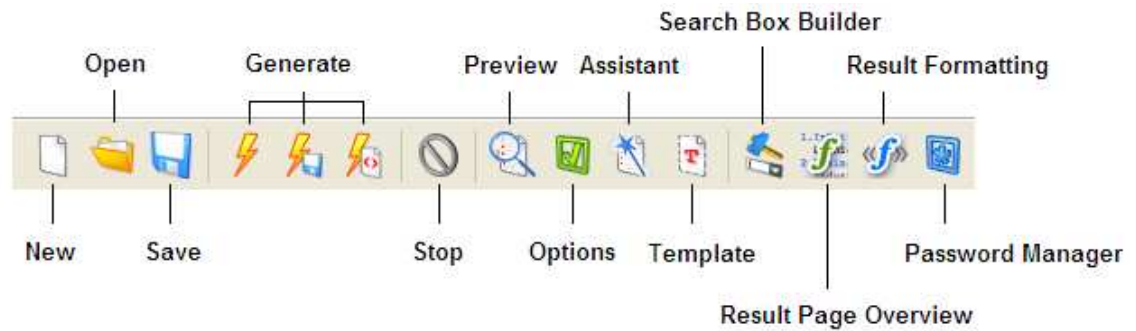 Search Box Builder
Open Generate Preview Assistant Result Formatting
New Save Stop Options Template Password Manager
Result Page Overview